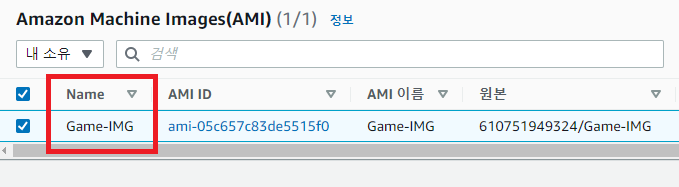 Amazon Machine Images(AMI) (1/1) 정보
내 소유 검색
Name AMI ID AMI 이름 원본
Game-IMG ami-05c657c83de5515f0 Game-IMG 610751949324/Game-IMG